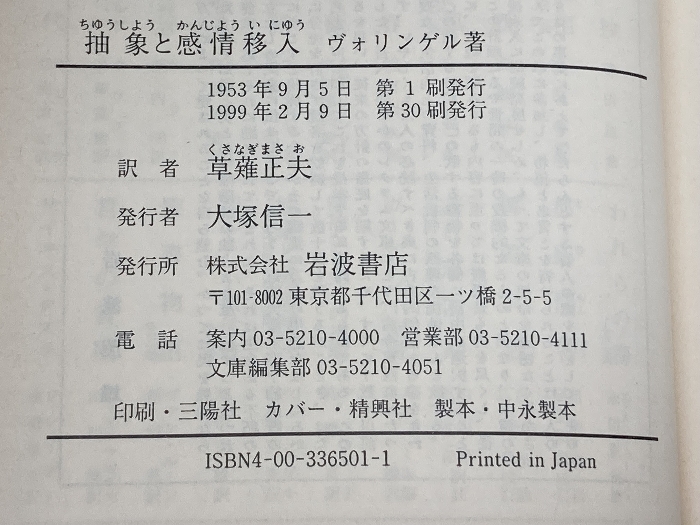 ちゆうしよう かんじよう い にゆう
抽象と感情移入 ヴォリンゲル著
1953年9月5日 第1刷発行
1999年2月9日 第30刷発行
くさなぎまさ お
訳者 草薙正夫
発行者 大塚信一
発行所 株式会社 岩波書店
〒101-8002 東京都千代田区一ツ橋2-5-5
電話 案内 03-5210-4000 営業部 03-5210-4111
文庫編集部 03-5210-4051
印刷・三陽社 カバー・精興社 製本・中永製本
ISBN4-00-336501-1 Printed in Japan